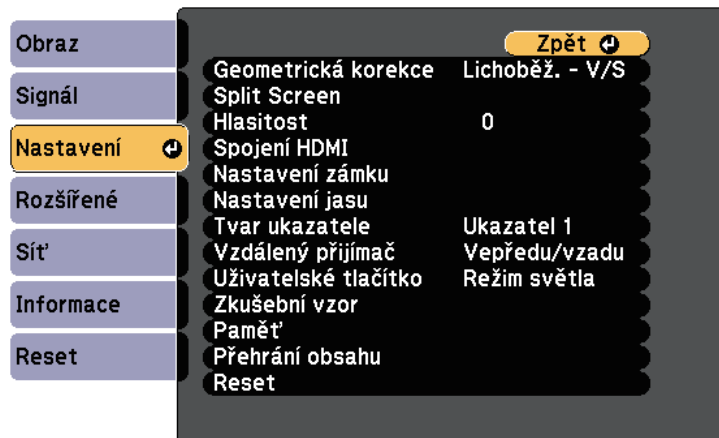 Obraz
Signál
Nastavení
Rozšířené
Síť
Informace
Reset
Zpět
Geometrická korekce Lichoběž. - V/S
Split Screen
Hlasitost 0
Spojení HDMI
Nastavení zámku
Nastavení jasu
Tvar ukazatele Ukazatel 1
Vzdálený přijímač Vepředu/vzadu
Uživatelské tlačítko Režim světla
Zkušební vzor
Paměť
Přehrání obsahu
Reset